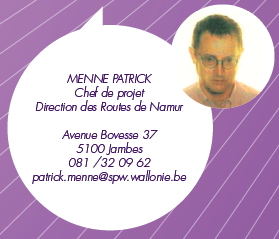 MENNE PATRICK
Chef de projet
Direction des Routes de Namur
Avenue Bovesse 37
5100 Jambes
081 /32 09 62
patrick.menne@spw.wallonie.be